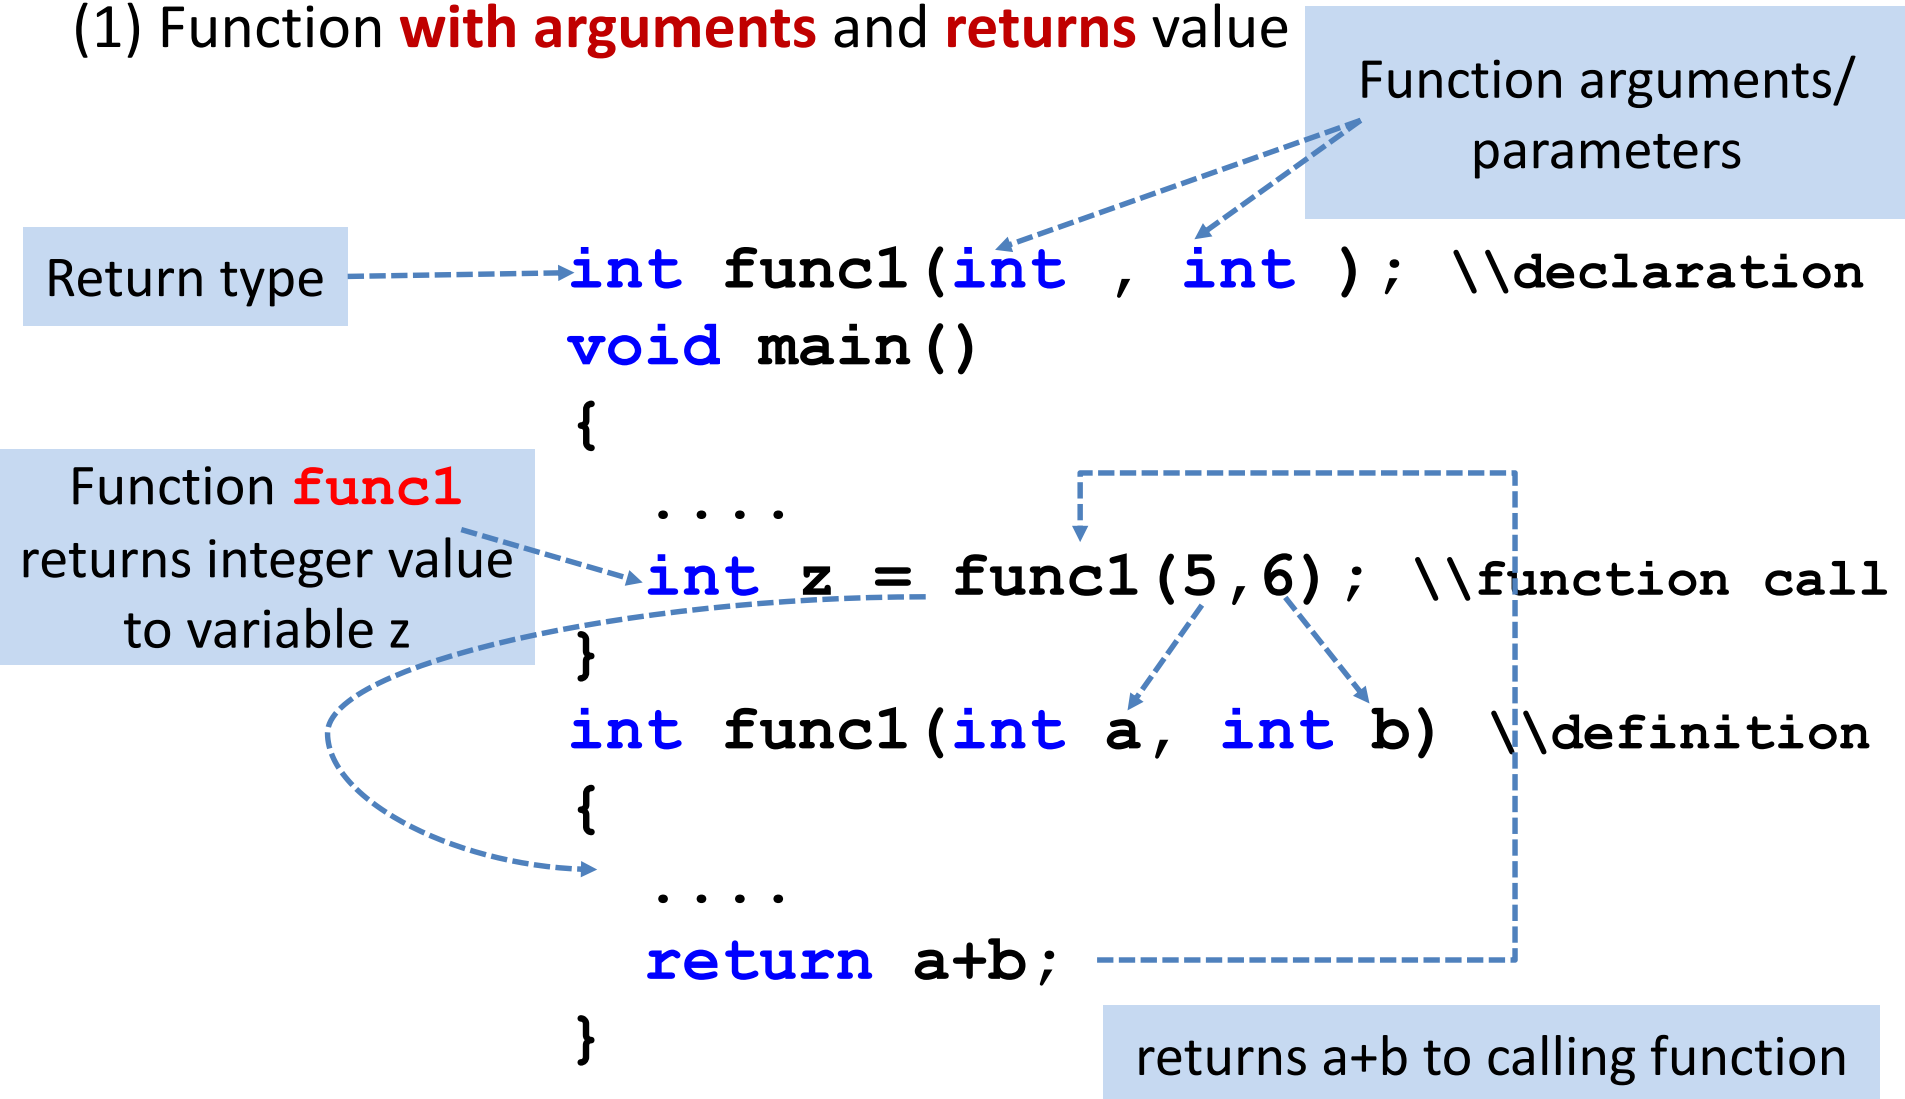 (1) Function with arguments and returns value
Function arguments/
parameters
Return type
int func1(int , int ); \\declaration
void main()
{
Function func1
returns integer value
to variable z
....
int z = func1(5,6); \\function call
}
int func1(int a, int b) \\definition
{
....
return a+b;
}
returns a+b to calling function